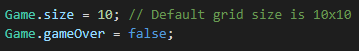 Game.size = 10; // Default grid size is 10x10
Game.gameOver = false;